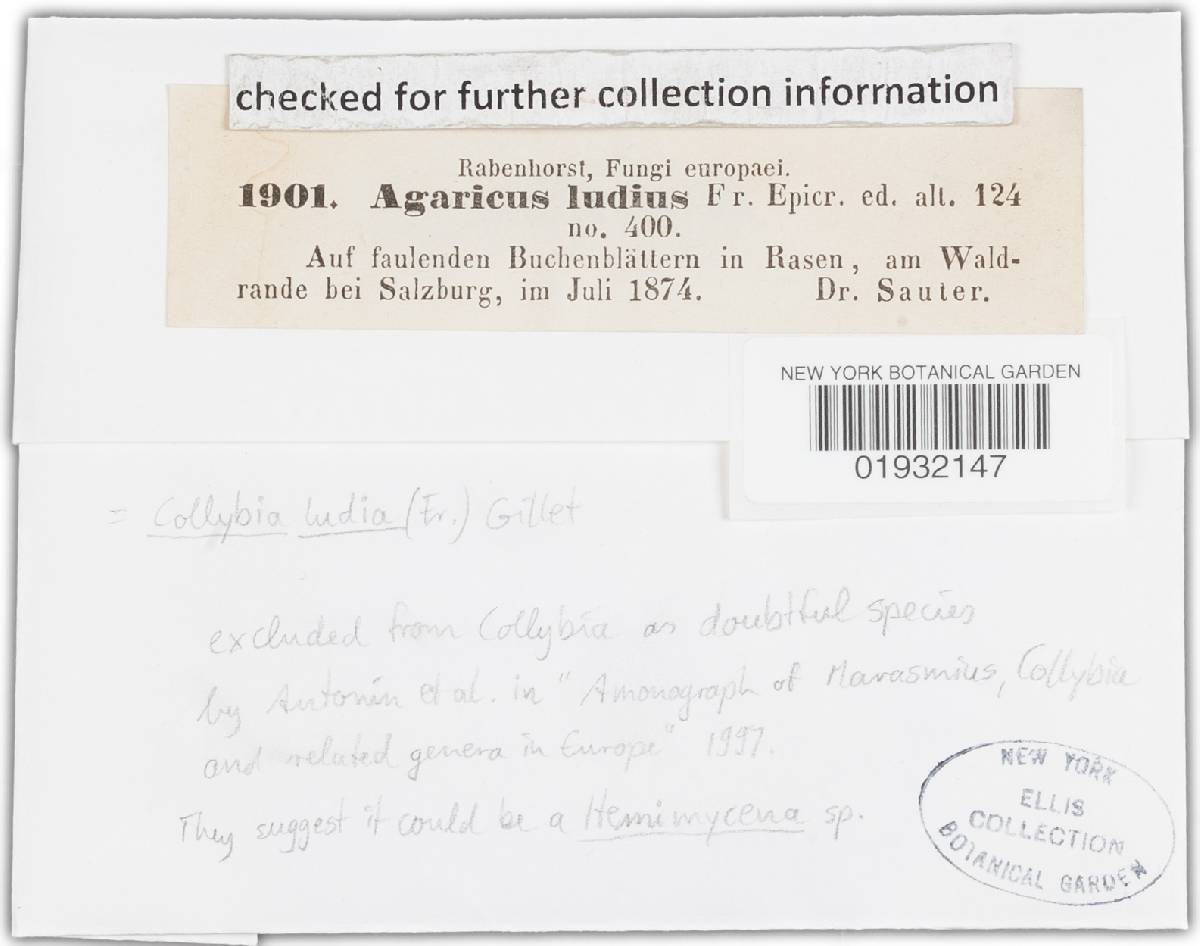 checked for further collection information
Rabenhorst, Fungi europaei.
1901. Agaricus ludius Fr. Epicr. ed. alt. 124
no. 400.
Auf faulenden Buchenblättern in Rasen, am Wald-
rande bei Salzburg, im Juli 1874. Dr. Sauter.
NEW YORK BOTANICAL GARDEN
01932147
= Collybia ludia (Fr.) Gillet
excluded from Collybia as doubtful species
by Antonín et al. in "A monograph of Marasmius, Collybia
and related genera in Europe" 1997.
They suggest it could be a Hemimycena sp.
NEW YORK
ELLIS
COLLECTION
BOTANICAL GARDEN